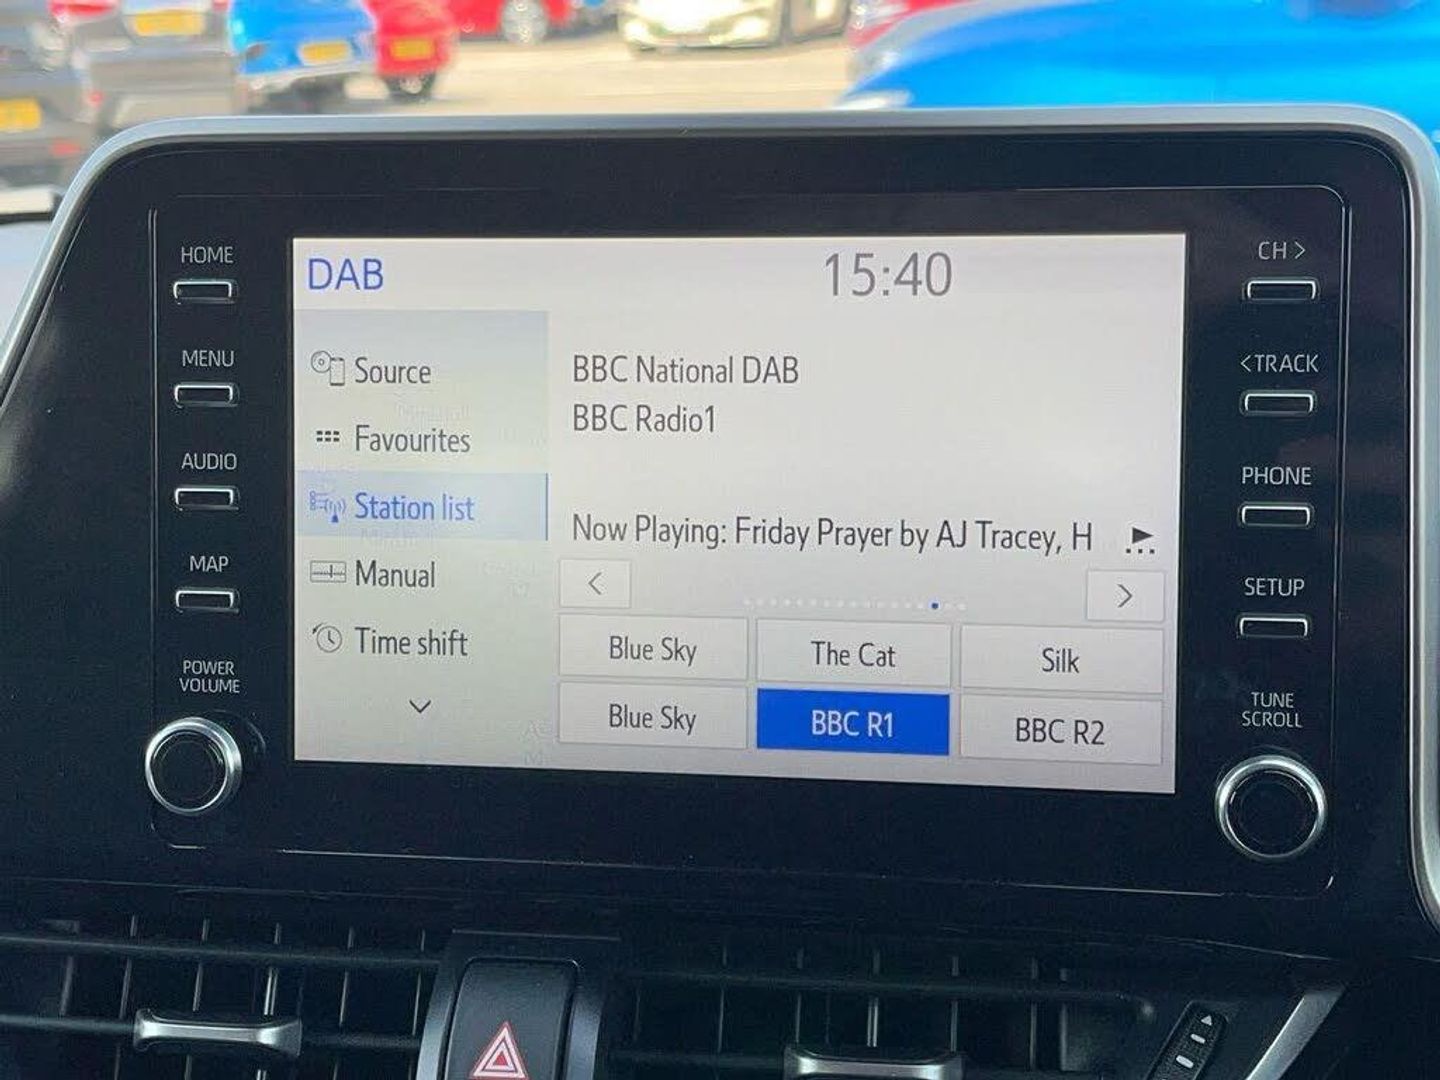 HOME
MENU
AUDIO
MAP
POWER
VOLUME
DAB
15:40
Source
Favourites
Station list
Manual
Time shift
BBC National DAB
BBC Radio1
Now Playing: Friday Prayer by AJ Tracey, H
<
>
Blue Sky
The Cat
Silk
Blue Sky
BBC R1
BBC R2
CH >
< TRACK
PHONE
SETUP
TUNE
SCROLL